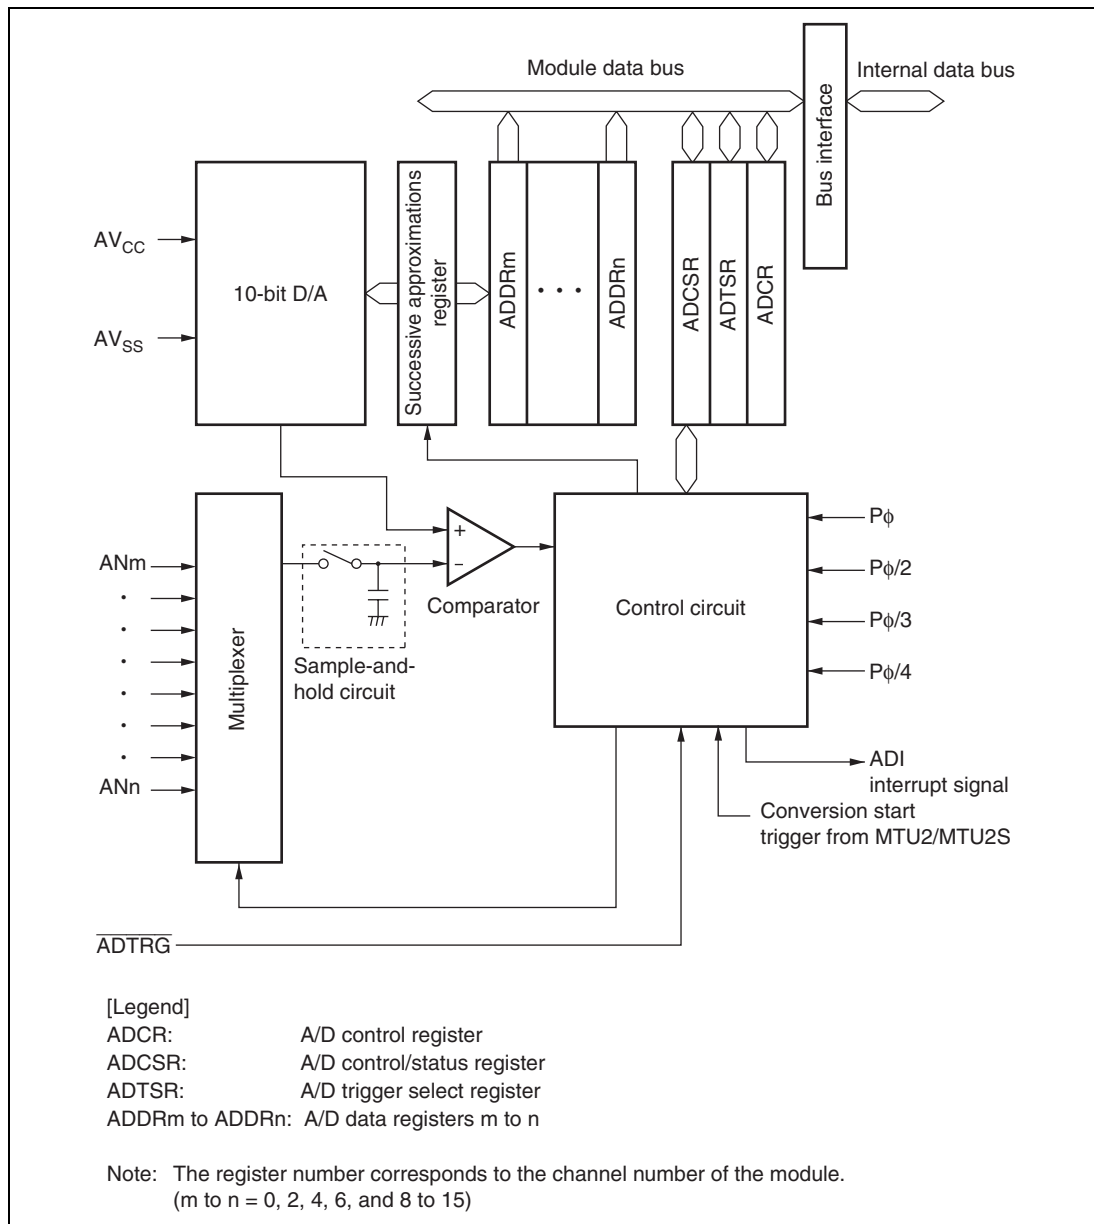 Module data bus
Internal data bus
Bus interface
AVCC
AVSS
10-bit D/A
Successive approximations
register
ADDRm
• • •
ADDRn
ADCSR
ADTSR
ADCR
ANm
•
•
•
•
•
•
ANn
Multiplexer
Sample-and-
hold circuit
+
−
Comparator
Control circuit
Pϕ
Pϕ/2
Pϕ/3
Pϕ/4
ADI
interrupt signal
Conversion start
trigger from MTU2/MTU2S
ADTRG
[Legend]
ADCR: A/D control register
ADCSR: A/D control/status register
ADTSR: A/D trigger select register
ADDRm to ADDRn: A/D data registers m to n
Note: The register number corresponds to the channel number of the module.
(m to n = 0, 2, 4, 6, and 8 to 15)